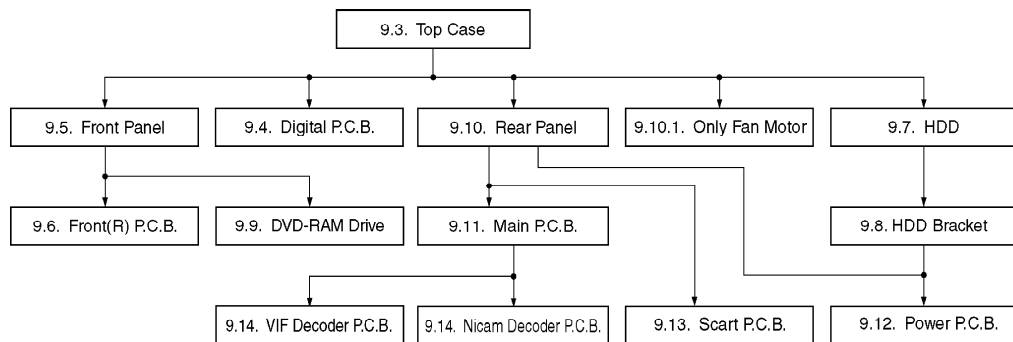 9.3. Top Case
9.5. Front Panel
9.4. Digital P.C.B.
9.10. Rear Panel
9.10.1. Only Fan Motor
9.7. HDD
9.6. Front(R) P.C.B.
9.9. DVD-RAM Drive
9.11. Main P.C.B.
9.8. HDD Bracket
9.14. VIF Decoder P.C.B.
9.14. Nicam Decoder P.C.B.
9.13. Scart P.C.B.
9.12. Power P.C.B.